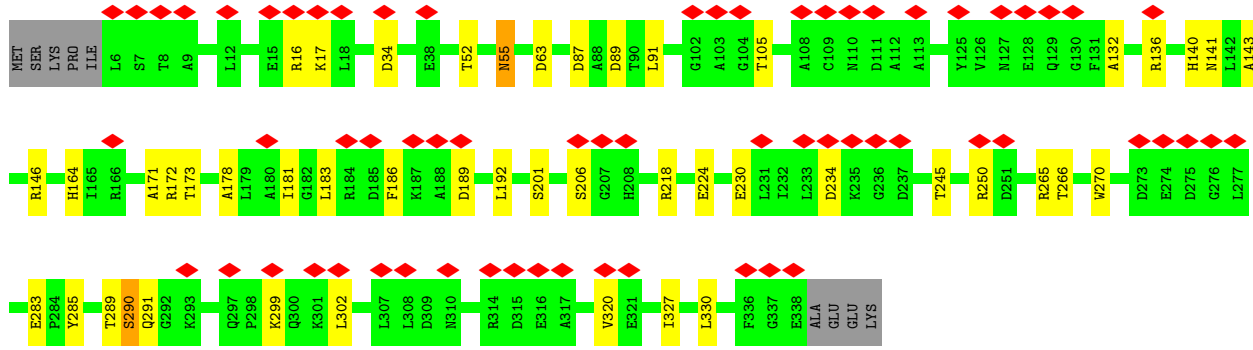 MET SER LYS PRO ILE L6 S7 T8 A9 L12 E15 R16 K17 L18 D34 E38 T52 N55 D63 D87 A88 D89 T90 L91 G102 A103 G104 T105 A108 C109 N110 D111 A112 A113 Y125 V126 N127 E128 Q129 G130 F131 A132 R136 H140 N141 L142 A143
R146 H164 I165 R166 A171 R172 T173 A178 L179 A180 I181 G182 L183 R184 D185 F186 K187 A188 D189 L192 S201 S206 G207 H208 R218 E224 E230 L231 I232 L233 D234 K235 G236 D237 T245 R250 D251 R265 T266 W270 D273 E274 D275 G276 L277
E283 P284 Y285 T289 S290 Q291 G292 K293 Q297 P298 K299 Q300 K301 L302 L307 L308 D309 N310 R314 D315 E316 A317 V320 E321 I327 L330 F336 G337 E338 ALA GLU GLU LYS